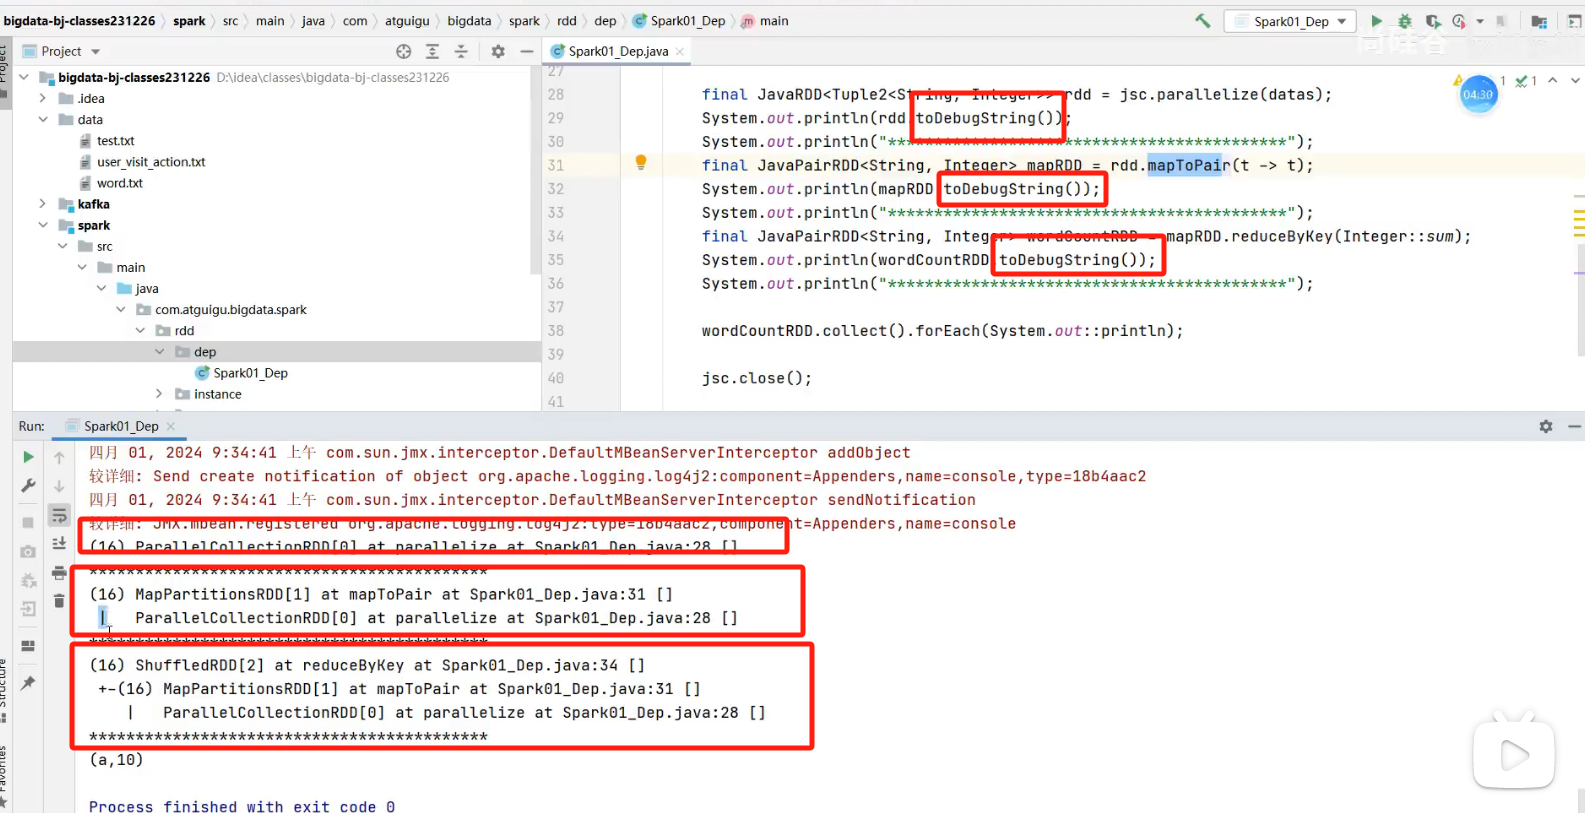 bigdata-bj-classes231226 spark src main java com atguigu bigdata spark rdd dep Spark01_Dep main Spark01_Dep
Project
Spark01_Dep.java
bigdata-bj-classes231226 D:\idea\classes\bigdata-bj-classes231226
.idea
data
test.txt
user_visit_action.txt
word.txt
kafka
spark
src
main
java
com.atguigu.bigdata.spark
rdd
dep
Spark01_Dep
instance
Project
尚硅谷
1 1
04:30
27
28 final JavaRDD<Tuple2<String, Integer>> rdd = jsc.parallelize(datas);
29 System.out.println(rdd toDebugString());
30 System.out.println("*******************************************");
31 final JavaPairRDD<String, Integer> mapRDD = rdd.mapToPair(t -> t);
32 System.out.println(mapRDD toDebugString());
33 System.out.println("*******************************************");
34 final JavaPairRDD<String, Integer> wordCountRDD = mapRDD.reduceByKey(Integer::sum);
35 System.out.println(wordCountRDD toDebugString());
36 System.out.println("*******************************************");
37
38 wordCountRDD.collect().forEach(System.out::println);
39
40 jsc.close();
41
Run: Spark01_Dep
四月 01, 2024 9:34:41 上午 com.sun.jmx.interceptor.DefaultMBeanServerInterceptor addObject
较详细: Send create notification of object org.apache.logging.log4j2:component=Appenders,name=console,type=18b4aac2
四月 01, 2024 9:34:41 上午 com.sun.jmx.interceptor.DefaultMBeanServerInterceptor sendNotification
较详细: JMX.mbean.registered org.apache.logging.log4j2:type=18b4aac2,component=Appenders,name=console
(16) ParallelCollectionRDD[0] at parallelize at Spark01_Dep.java:28 []
*******************************************
(16) MapPartitionsRDD[1] at mapToPair at Spark01_Dep.java:31 []
| ParallelCollectionRDD[0] at parallelize at Spark01_Dep.java:28 []
*******************************************
(16) ShuffledRDD[2] at reduceByKey at Spark01_Dep.java:34 []
+-(16) MapPartitionsRDD[1] at mapToPair at Spark01_Dep.java:31 []
| ParallelCollectionRDD[0] at parallelize at Spark01_Dep.java:28 []
*******************************************
(a,10)
Process finished with exit code 0
Structure
Favorites